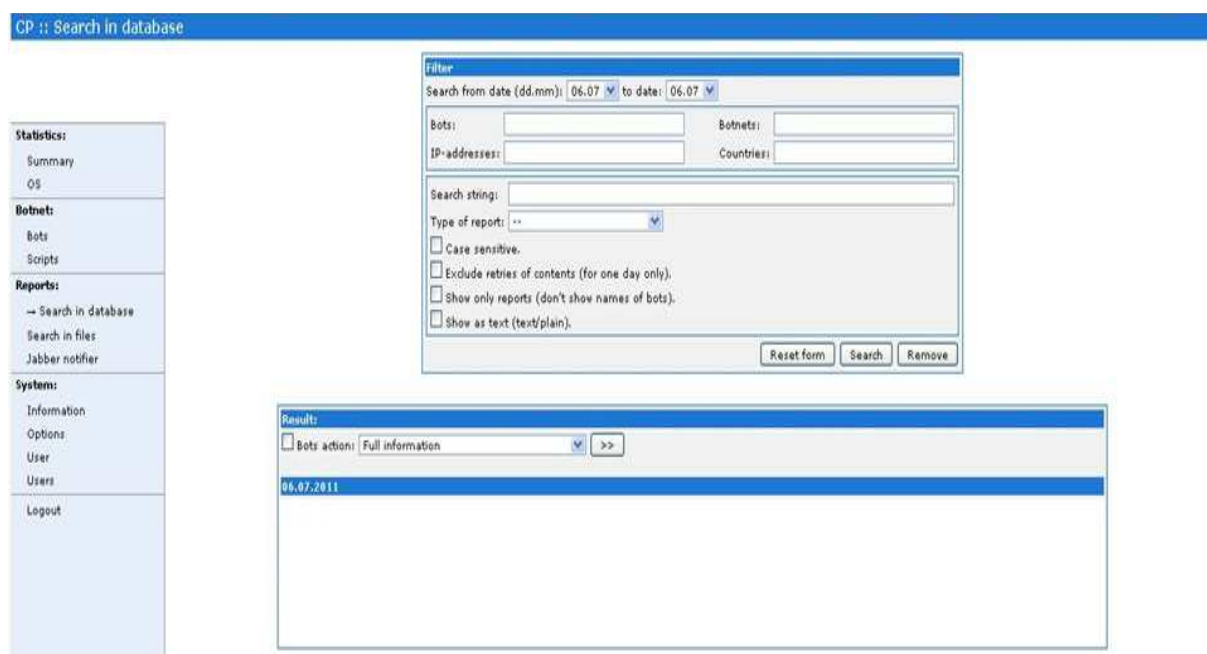 CP :: Search in database
Statistics:
Summary
OS
Botnet:
Bots
Scripts
Reports:
→ Search in database
Search in files
Jabber notifier
System:
Information
Options
User
Users
Logout
Filter
Search from date (dd.mm): 06.07 to date: 06.07
Bots: Botnets:
IP-addresses: Countries:
Search string:
Type of report: --
Case sensitive.
Exclude retries of contents (for one day only).
Show only reports (don't show names of bots).
Show as text (text/plain).
Reset form Search Remove
Result:
Bots action: Full information >>
06.07.2011